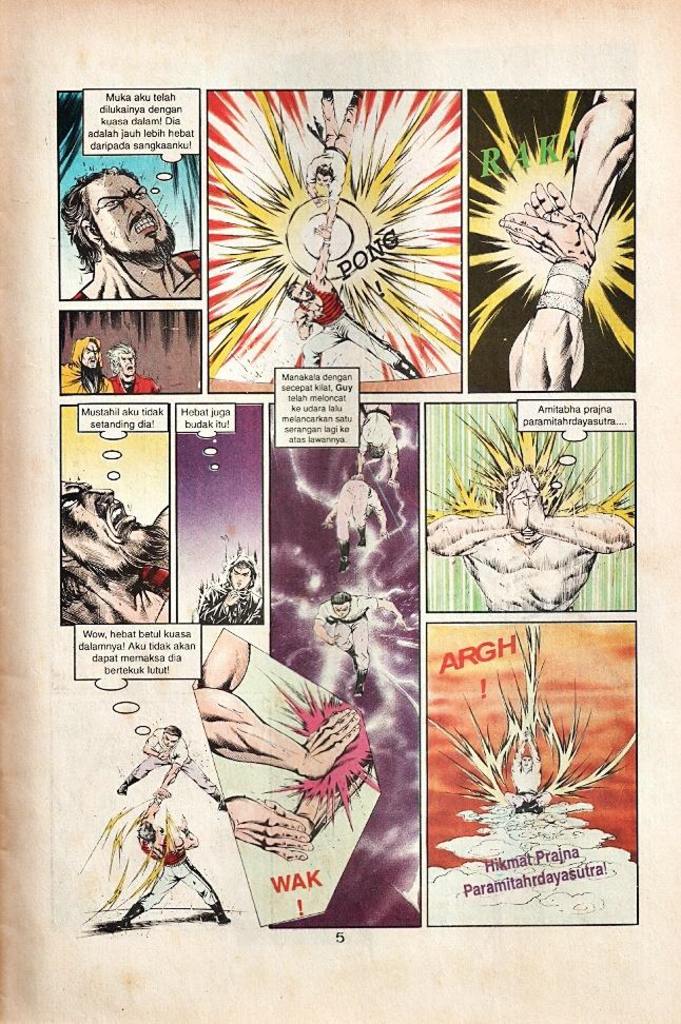 Muka aku telah
dilukainya dengan
kuasa dalam! Dia
adalah jauh lebih hebat
daripada sangkaanku!
PONG
!
RAK!
Manakala dengan
secepat kilat, Guy
telah meloncat
ke udara lalu
melancarkan satu
serangan lagi ke
atas lawannya.
Mustahil aku tidak
setanding dia!
Hebat juga
budak itu!
Amitabha prajna
paramitahrdayasutra....
Wow, hebat betul kuasa
dalamnya! Aku tidak akan
dapat memaksa dia
bertekuk lutut!
WAK
!
ARGH
!
Hikmat Prajna
Paramitahrdayasutra!
5